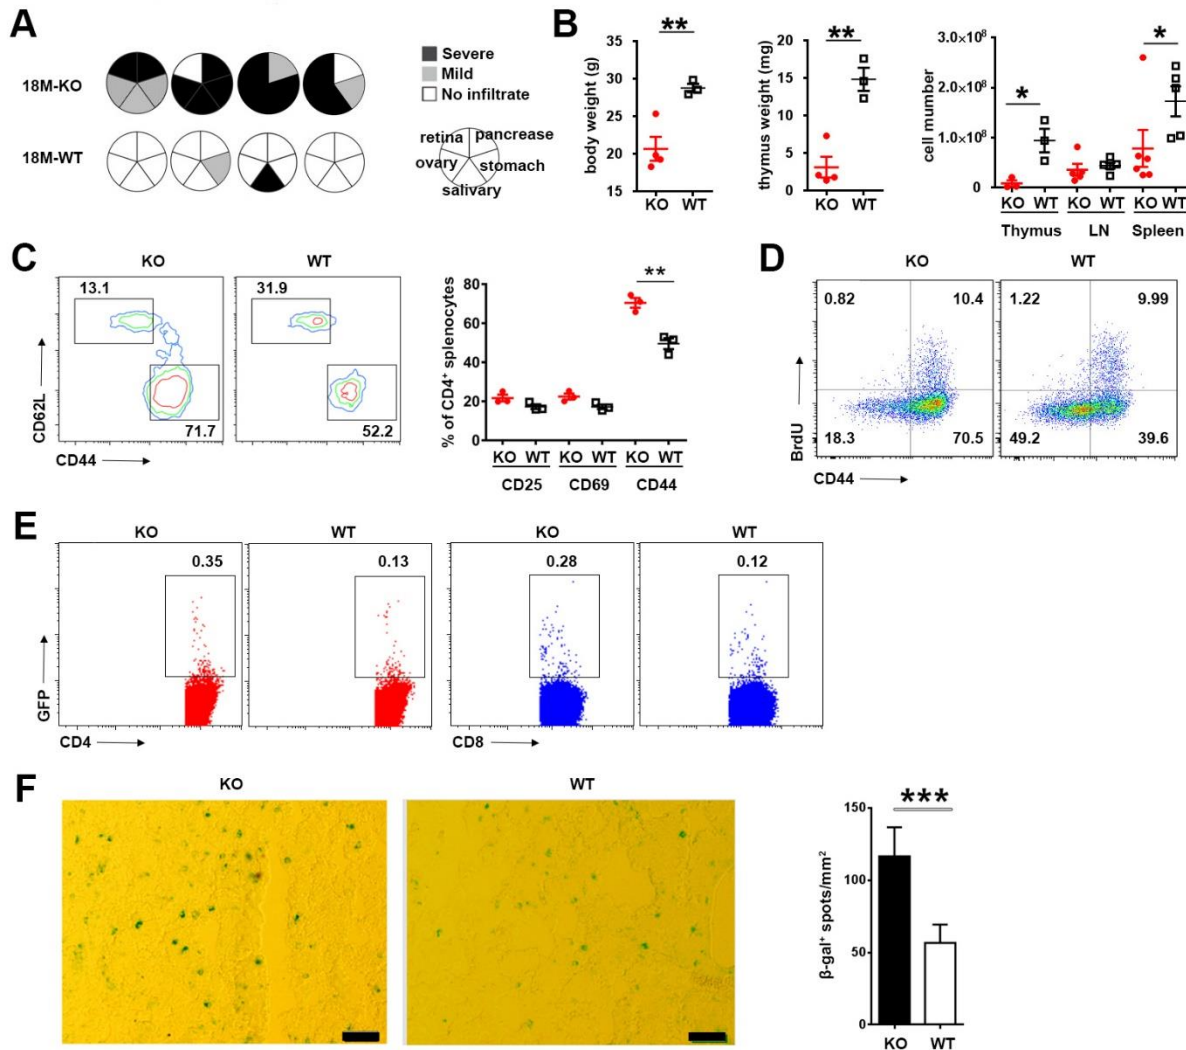 A
18M-KO
18M-WT
Severe
Mild
No infiltrate
retina
pancrease
ovary
stomach
salivary
B
**
body weight (g)
35
30
25
20
15
KO WT
**
thymus weight (mg)
20
15
10
5
0
KO WT
*
*
cell mumber
3.0×10⁸
2.0×10⁸
1.0×10⁸
0
KO WT KO WT KO WT
Thymus LN Spleen
C
KO WT
13.1
31.9
71.7
52.2
CD62L
CD44
**
% of CD4⁺ splenocytes
80
60
40
20
0
KO WT KO WT KO WT
CD25 CD69 CD44
D
KO WT
0.82 10.4 1.22 9.99
18.3 70.5 49.2 39.6
BrdU
CD44
E
KO WT KO WT
0.35 0.13 0.28 0.12
GFP
CD4 CD8
F
KO WT
***
β-gal⁺ spots/mm²
150
100
50
0
KO WT